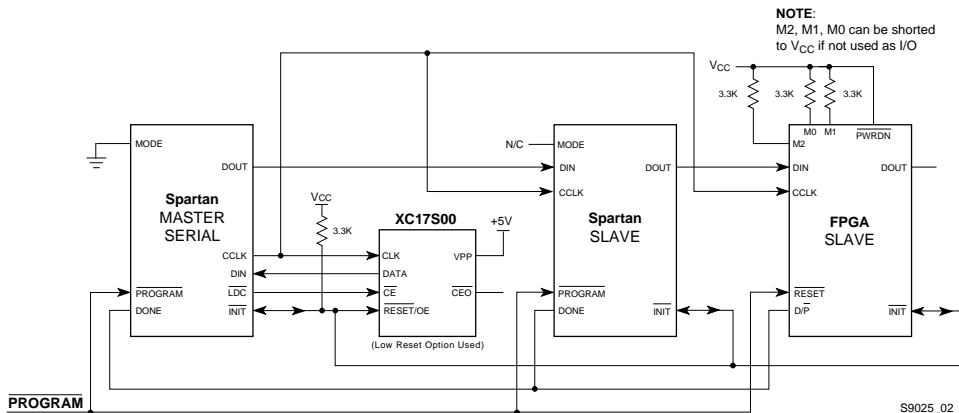 NOTE:
M2, M1, M0 can be shorted
to VCC if not used as I/O
VCC
3.3K
3.3K
3.3K
M0 M1
PWRDN
M2
DIN
DOUT
CCLK
FPGA
SLAVE
RESET
D/P
INIT
N/C
MODE
DIN
DOUT
CCLK
Spartan
SLAVE
PROGRAM
DONE
INIT
MODE
DOUT
Spartan
MASTER
SERIAL
CCLK
DIN
LDC
INIT
PROGRAM
DONE
VCC
3.3K
XC17S00
+5V
CLK
VPP
DATA
CE
CEO
RESET/OE
(Low Reset Option Used)
PROGRAM
S9025_02